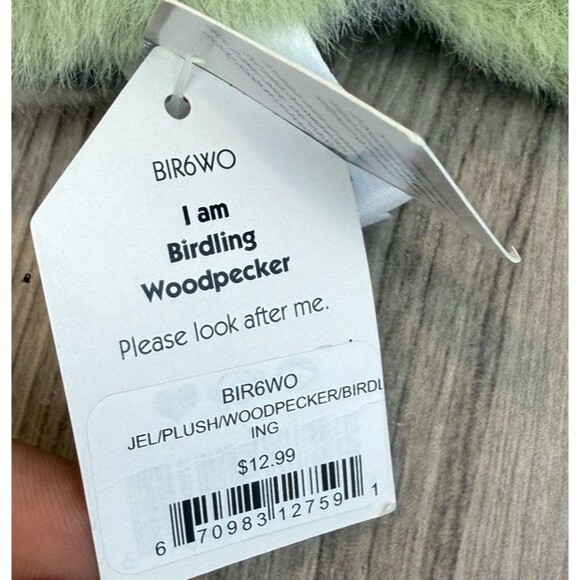 BIR6WO
I am
Birdling
Woodpecker
Please look after me.
BIR6WO
JEL/PLUSH/WOODPECKER/BIRDL
ING
$12.99
6 70983 12759 1